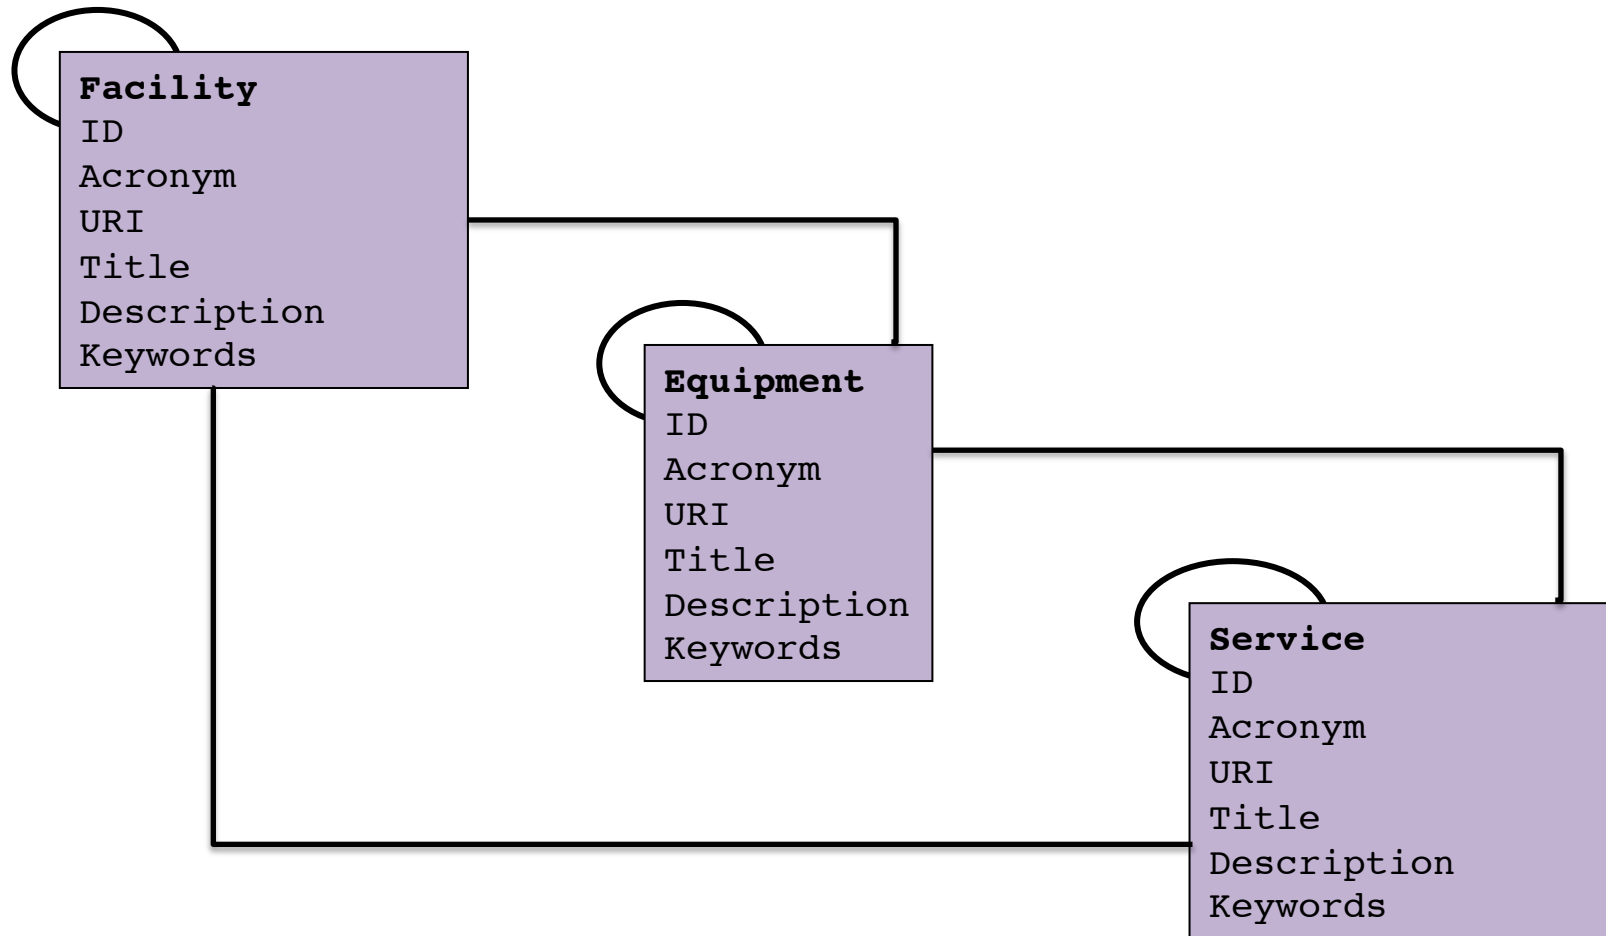 Facility
ID
Acronym
URI
Title
Description
Keywords
Equipment
ID
Acronym
URI
Title
Description
Keywords
Service
ID
Acronym
URI
Title
Description
Keywords